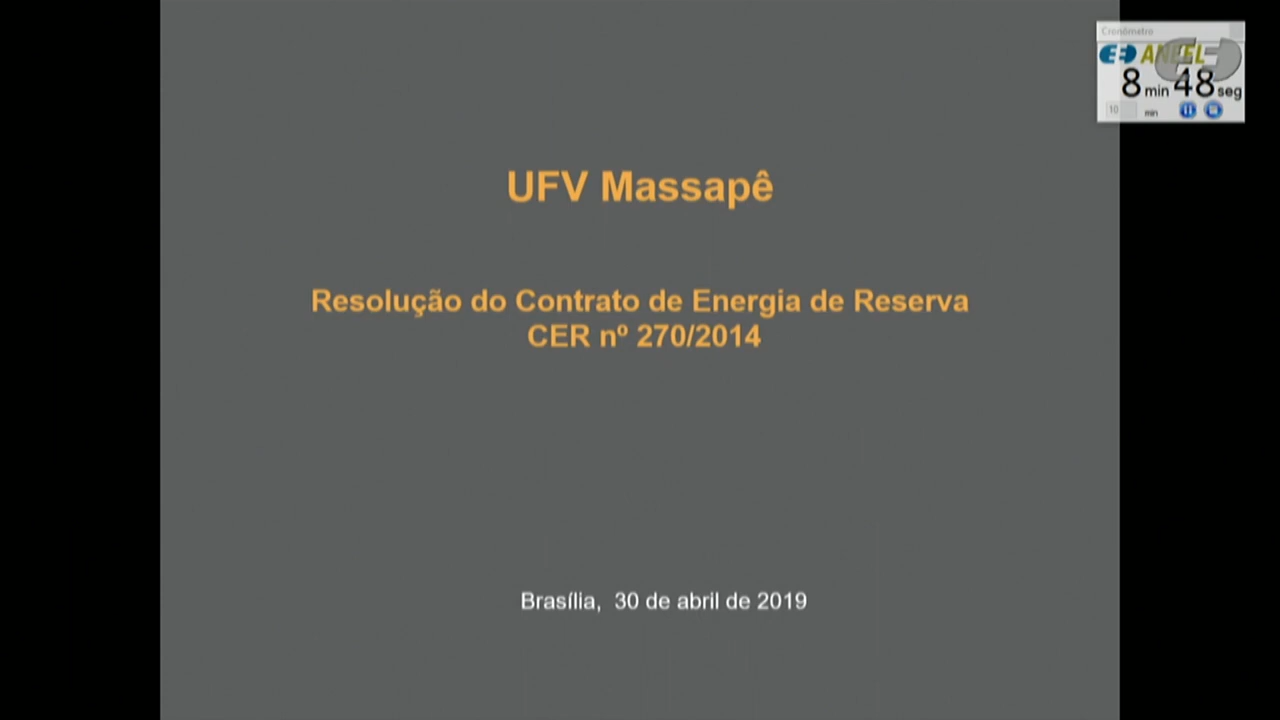 Cronômetro
ANEEL
8 min 48 seg
10 min
UFV Massapê
Resolução do Contrato de Energia de Reserva
CER nº 270/2014
Brasília, 30 de abril de 2019